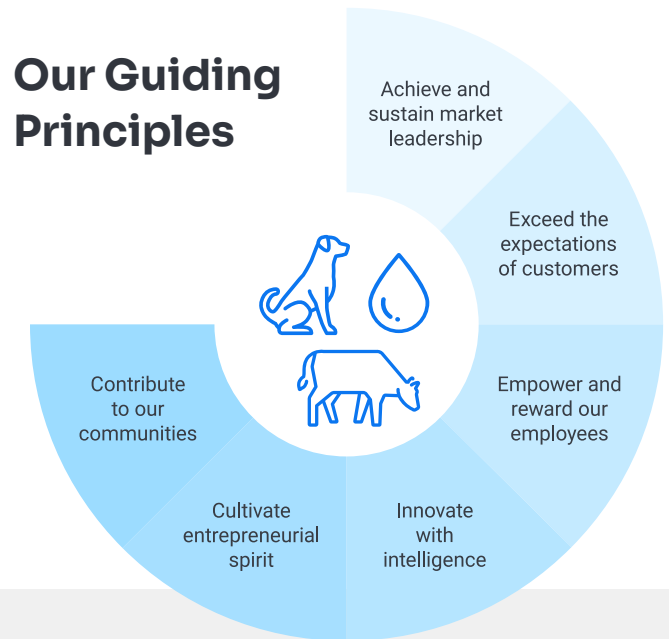 Our Guiding
Principles
Achieve and
sustain market
leadership
Exceed the
expectations
of customers
Empower and
reward our
employees
Innovate
with
intelligence
Cultivate
entrepreneurial
spirit
Contribute
to our
communities